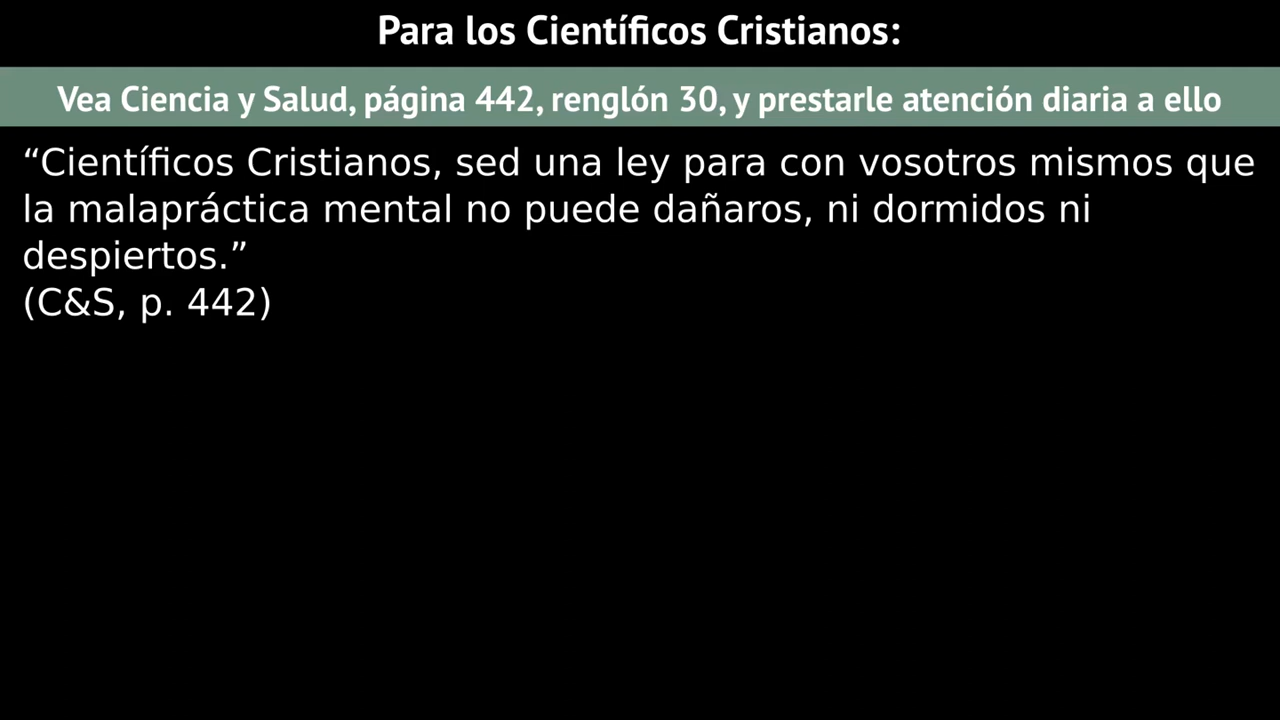 Para los Científicos Cristianos:
Vea Ciencia y Salud, página 442, renglón 30, y prestarle atención diaria a ello
“Científicos Cristianos, sed una ley para con vosotros mismos que
la malapráctica mental no puede dañaros, ni dormidos ni
despiertos.”
(C&S, p. 442)